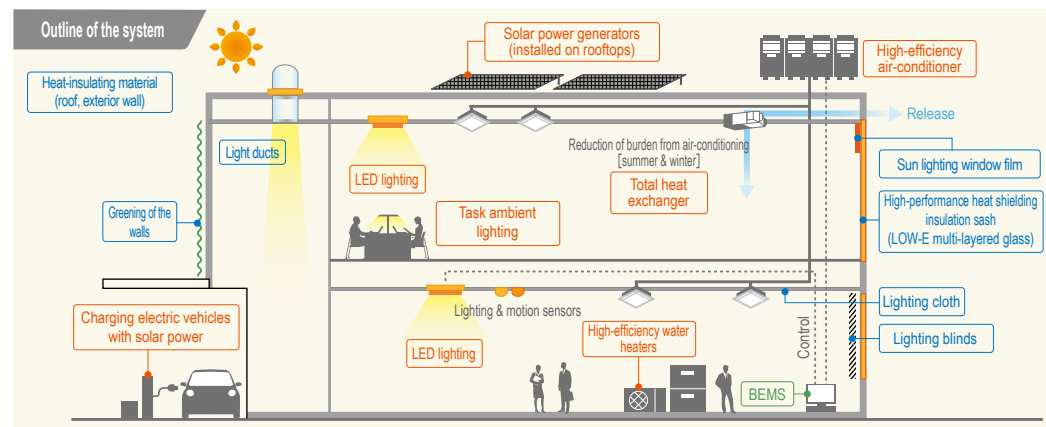 Outline of the system
Solar power generators
(installed on rooftops)
High-efficiency
air-conditioner
Heat-insulating material
(roof, exterior wall)
Release
Light ducts
Reduction of burden from air-conditioning
[summer & winter]
Sun lighting window film
LED lighting
Total heat
exchanger
Greening of the
walls
Task ambient
lighting
High-performance heat shielding
insulation sash
(LOW-E multi-layered glass)
Lighting cloth
Charging electric vehicles
with solar power
Lighting & motion sensors
High-efficiency water
heaters
Control
Lighting blinds
LED lighting
BEMS